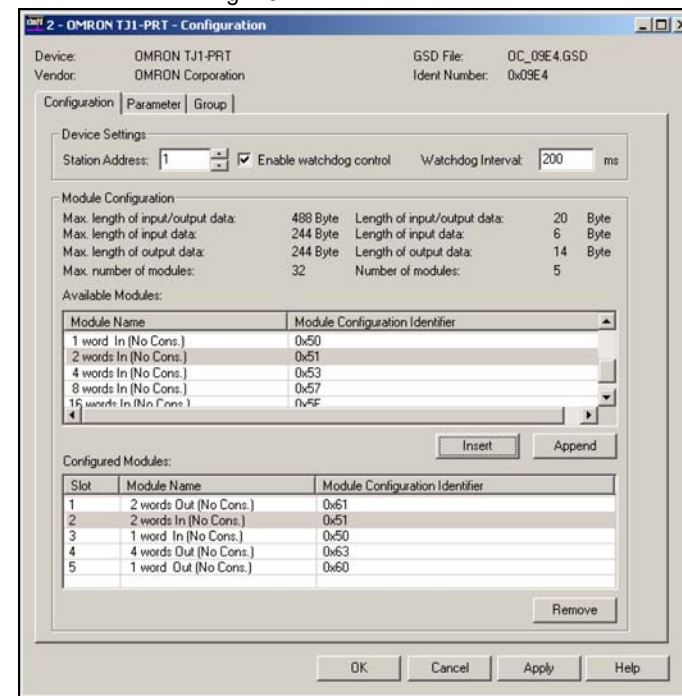 2 - OMRON TJ1-PRT - Configuration
Device: OMRON TJ1-PRT GSD File: OC_09E4.GSD
Vendor: OMRON Corporation Ident Number: 0x09E4
Configuration Parameter Group
Device Settings
Station Address: 1 Enable watchdog control Watchdog Interval: 200 ms
Module Configuration
Max. length of input/output data: 488 Byte Length of input/output data: 20 Byte
Max. length of input data: 244 Byte Length of input data: 6 Byte
Max. length of output data: 244 Byte Length of output data: 14 Byte
Max. number of modules: 32 Number of modules: 5
Available Modules:
Module Name Module Configuration Identifier
1 word In (No Cons.) 0x50
2 words In (No Cons.) 0x51
4 words In (No Cons.) 0x53
8 words In (No Cons.) 0x57
16 words In (No Cons.) 0x5F
Insert Append
Configured Modules:
Slot Module Name Module Configuration Identifier
1 2 words Out (No Cons.) 0x61
2 2 words In (No Cons.) 0x51
3 1 word In (No Cons.) 0x50
4 4 words Out (No Cons.) 0x63
5 1 word Out (No Cons.) 0x60
Remove
OK Cancel Apply Help